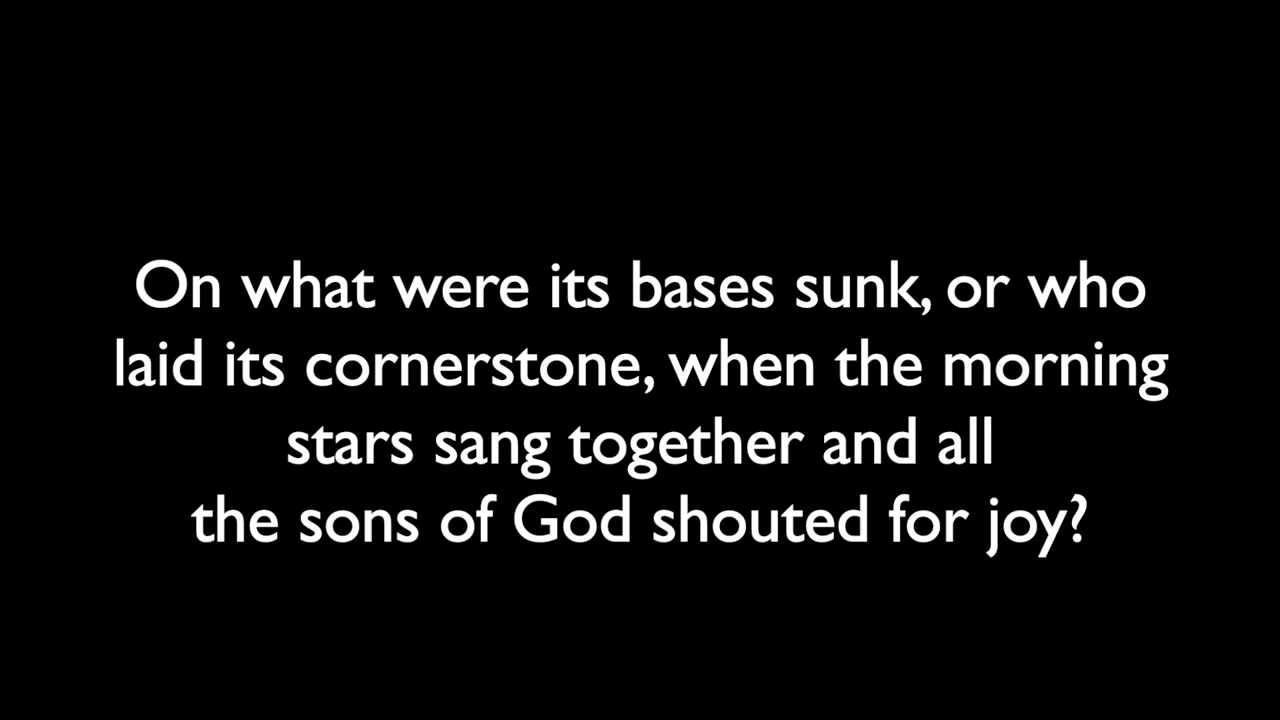 On what were its bases sunk, or who
laid its cornerstone, when the morning
stars sang together and all
the sons of God shouted for joy?